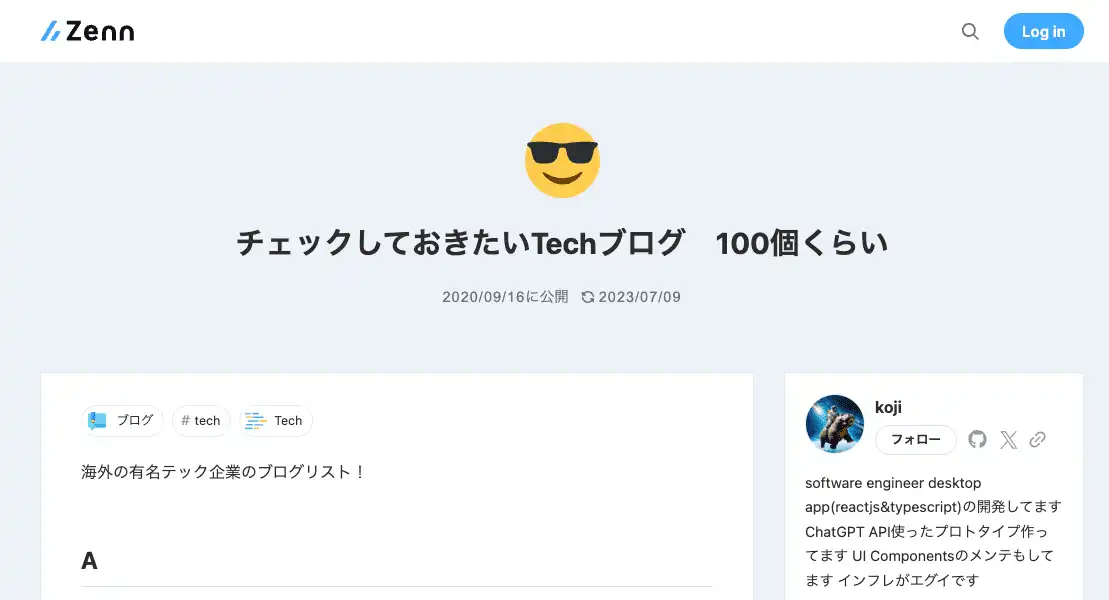 Zenn
Log in
チェックしておきたいTechブログ　100個くらい
2020/09/16に公開 2023/07/09
ブログ
# tech
Tech
海外の有名テック企業のブログリスト！
A
koji
フォロー
software engineer desktop
app(reactjs&typescript)の開発してます
ChatGPT API使ったプロトタイプ作っ
てます UI Componentsのメンテもして
ます インフレがエグイです